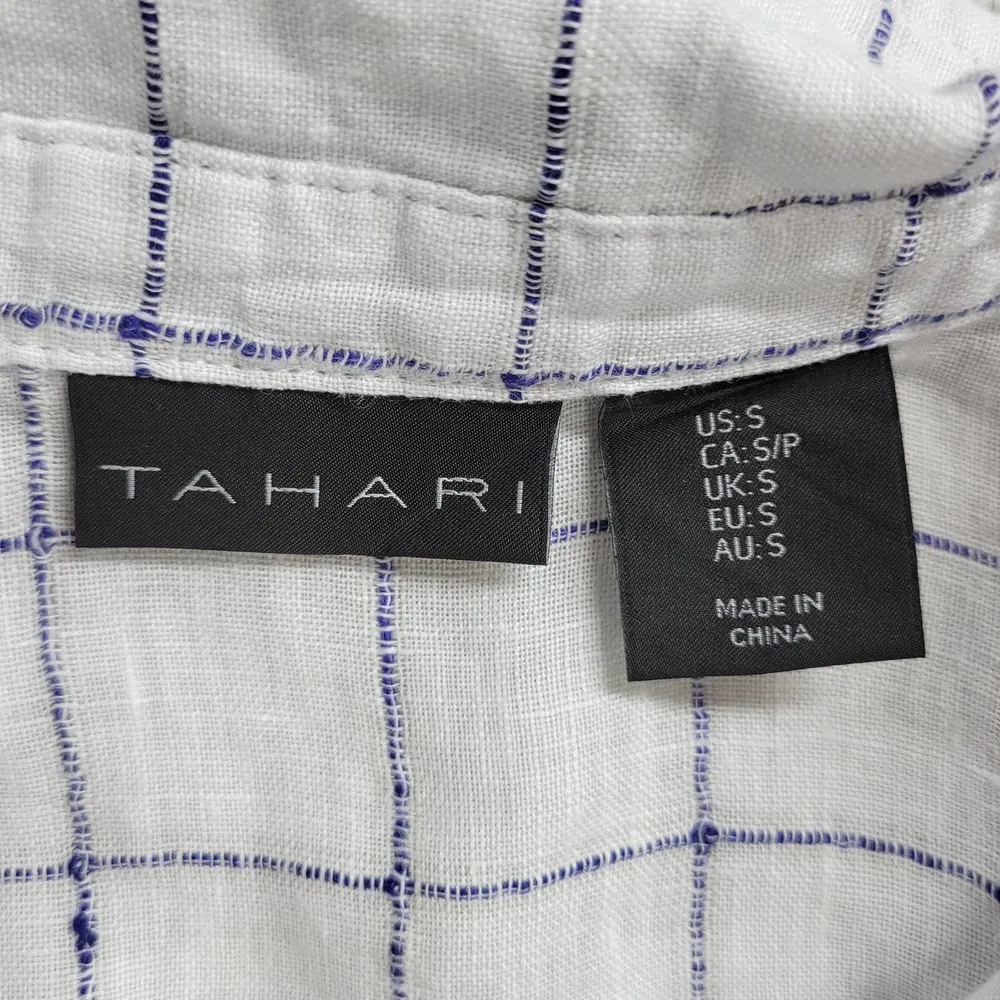 TAHARI
US: S
CA: S/P
UK: S
EU: S
AU: S
MADE IN
CHINA